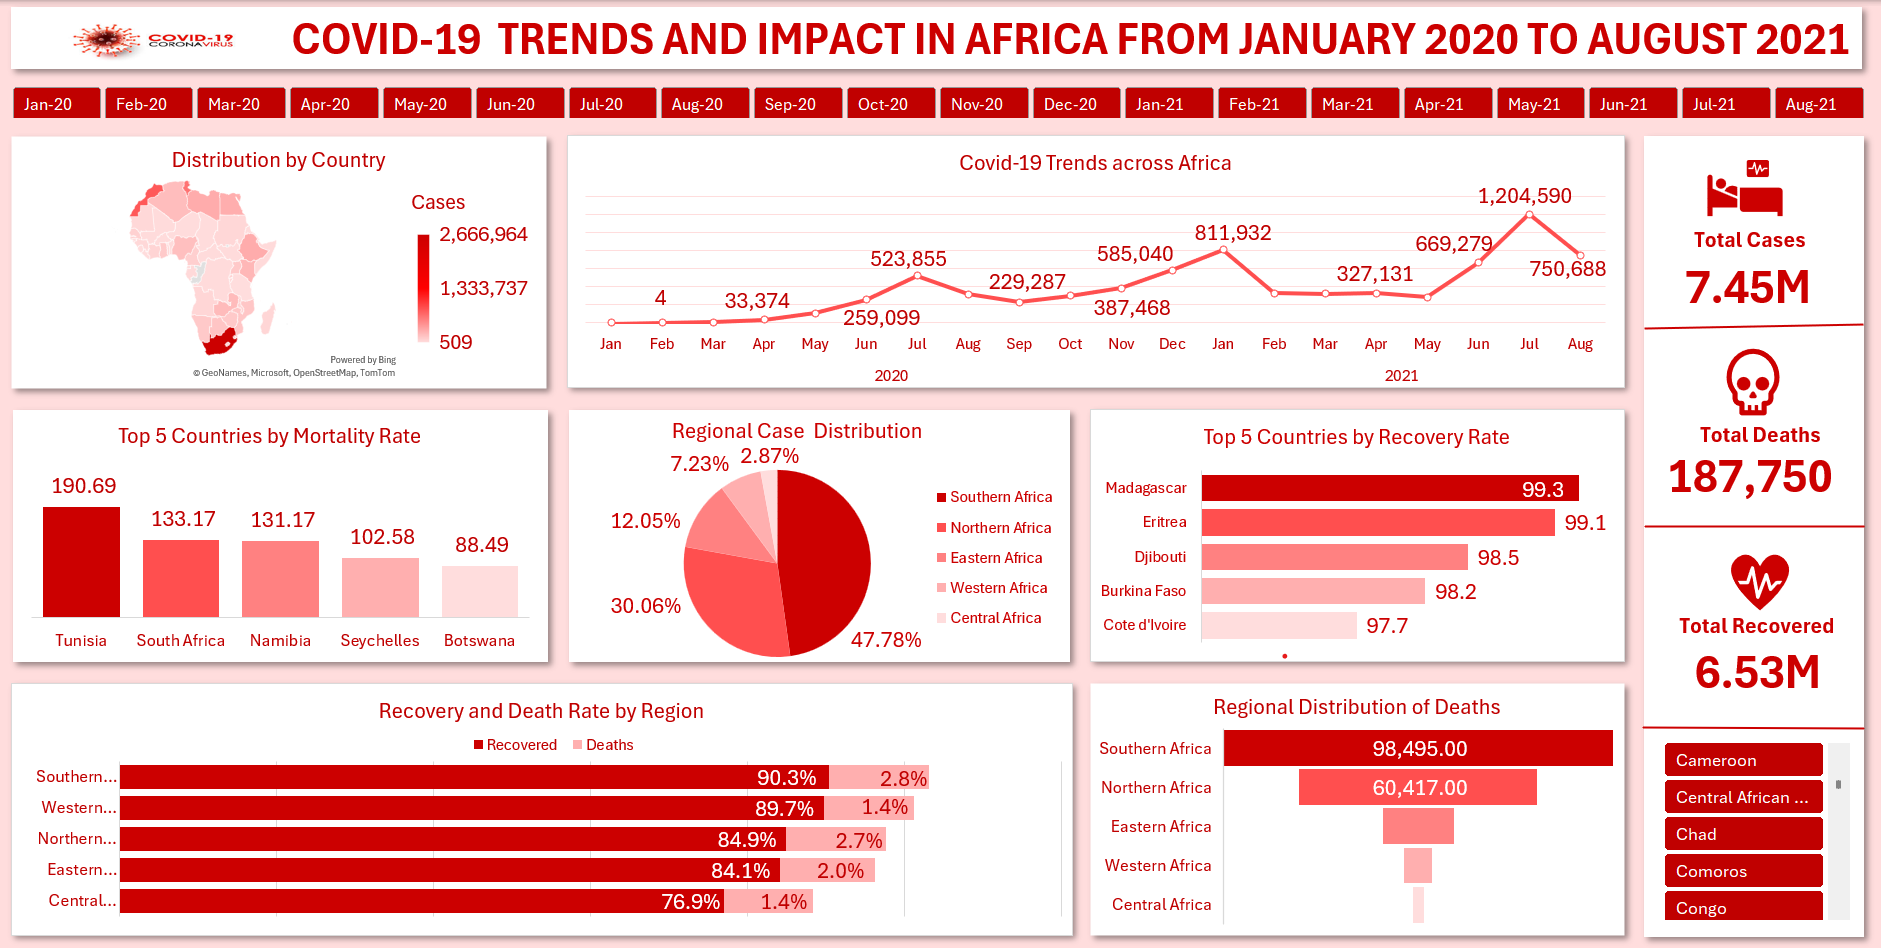 COVID-19
CORONAVIRUS
COVID-19 TRENDS AND IMPACT IN AFRICA FROM JANUARY 2020 TO AUGUST 2021
Jan-20 Feb-20 Mar-20 Apr-20 May-20 Jun-20 Jul-20 Aug-20 Sep-20 Oct-20 Nov-20 Dec-20 Jan-21 Feb-21 Mar-21 Apr-21 May-21 Jun-21 Jul-21 Aug-21
Distribution by Country
Cases
2,666,964
1,333,737
509
Powered by Bing
© GeoNames, Microsoft, OpenStreetMap, TomTom
Covid-19 Trends across Africa
4
33,374
259,099
523,855
229,287
387,468
585,040
811,932
327,131
669,279
1,204,590
750,688
Jan Feb Mar Apr May Jun Jul Aug Sep Oct Nov Dec Jan Feb Mar Apr May Jun Jul Aug
2020 2021
Total Cases
7.45M
Total Deaths
187,750
Total Recovered
6.53M
Top 5 Countries by Mortality Rate
190.69
133.17
131.17
102.58
88.49
Tunisia South Africa Namibia Seychelles Botswana
Regional Case Distribution
2.87%
7.23%
12.05%
30.06%
47.78%
Southern Africa
Northern Africa
Eastern Africa
Western Africa
Central Africa
Top 5 Countries by Recovery Rate
Madagascar 99.3
Eritrea 99.1
Djibouti 98.5
Burkina Faso 98.2
Cote d'Ivoire 97.7
Recovery and Death Rate by Region
Recovered Deaths
Southern... 90.3% 2.8%
Western... 89.7% 1.4%
Northern... 84.9% 2.7%
Eastern... 84.1% 2.0%
Central... 76.9% 1.4%
Regional Distribution of Deaths
Southern Africa 98,495.00
Northern Africa 60,417.00
Eastern Africa
Western Africa
Central Africa
Cameroon
Central African ...
Chad
Comoros
Congo